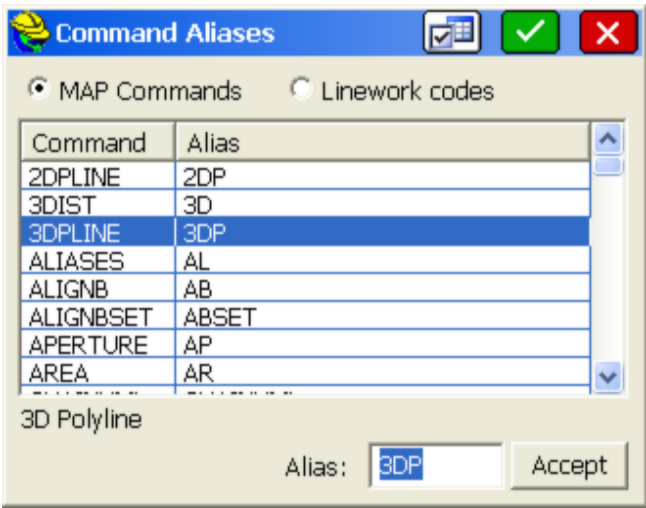 Command Aliases
MAP Commands Linework codes
Command Alias
2DPLINE 2DP
3DIST 3D
3DPLINE 3DP
ALIASES AL
ALIGNB AB
ALIGNBSET ABSET
APERTURE AP
AREA AR
3D Polyline
Alias: 3DP Accept